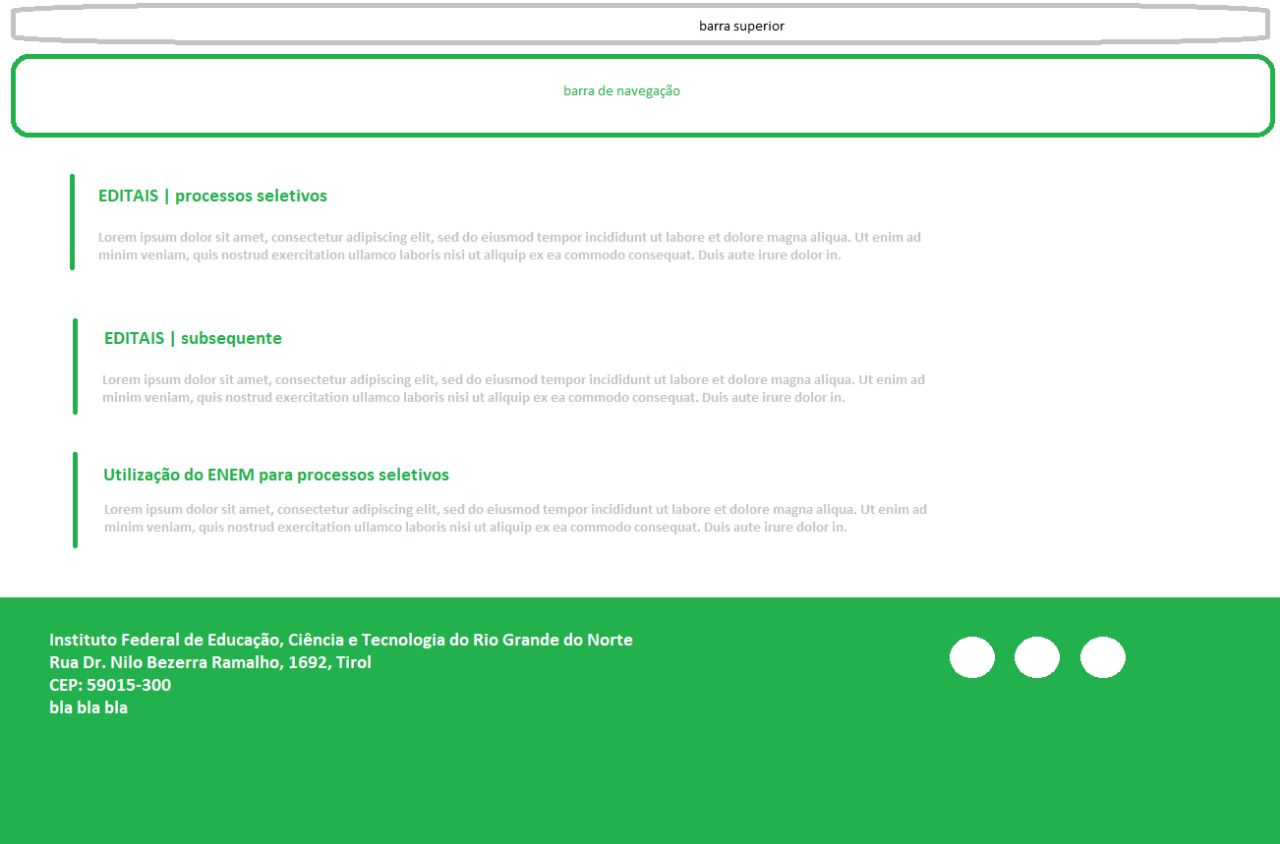 barra superior
barra de navegação
EDITAIS | processos seletivos
Lorem ipsum dolor sit amet, consectetur adipiscing elit, sed do eiusmod tempor incididunt ut labore et dolore magna aliqua. Ut enim ad
minim veniam, quis nostrud exercitation ullamco laboris nisi ut aliquip ex ea commodo consequat. Duis aute irure dolor in.
EDITAIS | subsequente
Lorem ipsum dolor sit amet, consectetur adipiscing elit, sed do eiusmod tempor incididunt ut labore et dolore magna aliqua. Ut enim ad
minim veniam, quis nostrud exercitation ullamco laboris nisi ut aliquip ex ea commodo consequat. Duis aute irure dolor in.
Utilização do ENEM para processos seletivos
Lorem ipsum dolor sit amet, consectetur adipiscing elit, sed do eiusmod tempor incididunt ut labore et dolore magna aliqua. Ut enim ad
minim veniam, quis nostrud exercitation ullamco laboris nisi ut aliquip ex ea commodo consequat. Duis aute irure dolor in.
Instituto Federal de Educação, Ciência e Tecnologia do Rio Grande do Norte
Rua Dr. Nilo Bezerra Ramalho, 1692, Tirol
CEP: 59015-300
bla bla bla